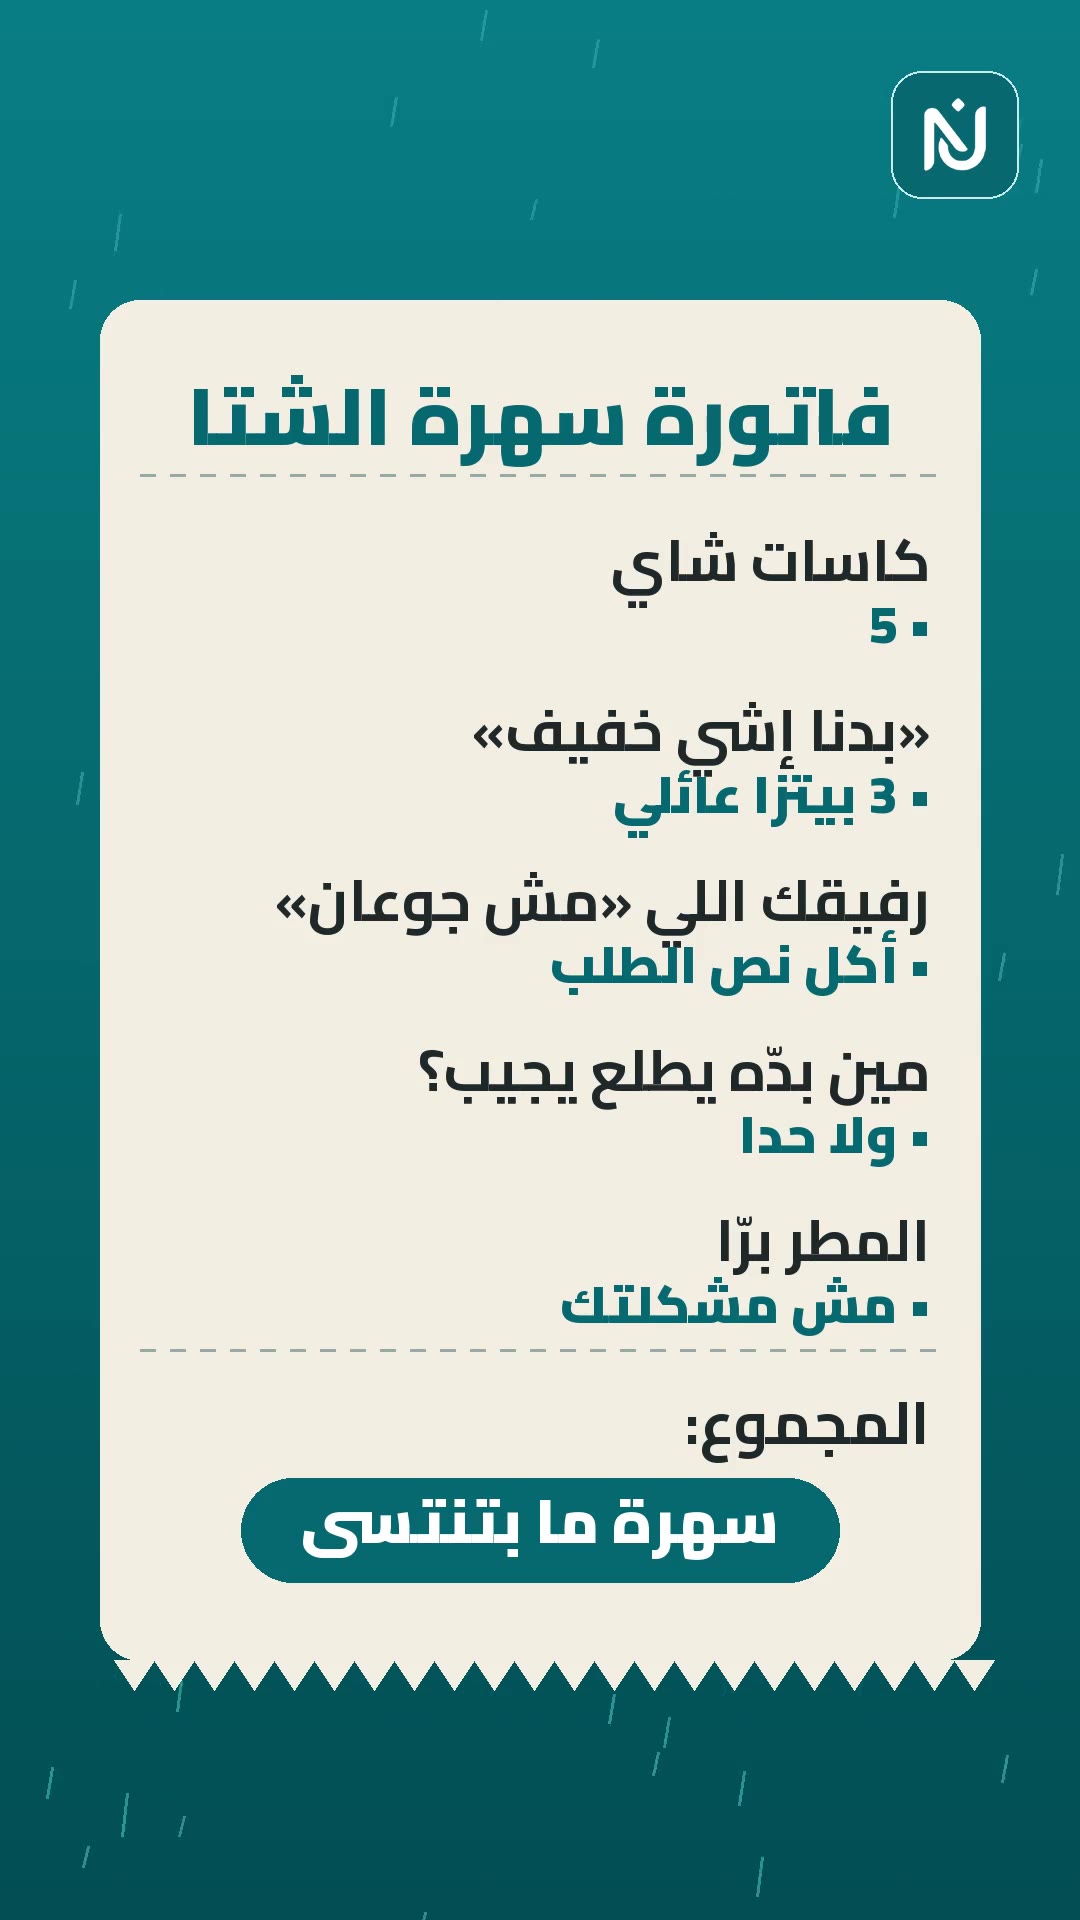 فاتورة سهرة الشتا
كاسات شاي
▪ 5
«بدنا إشي خفيف»
▪ 3 بيتزا عائلي
رفيقك اللي «مش جوعان»
▪ أكل نص الطلب
مين بدّه يطلع يجيب؟
▪ ولا حدا
المطر برّا
▪ مش مشكلتك
المجموع:
سهرة ما بتنتسى